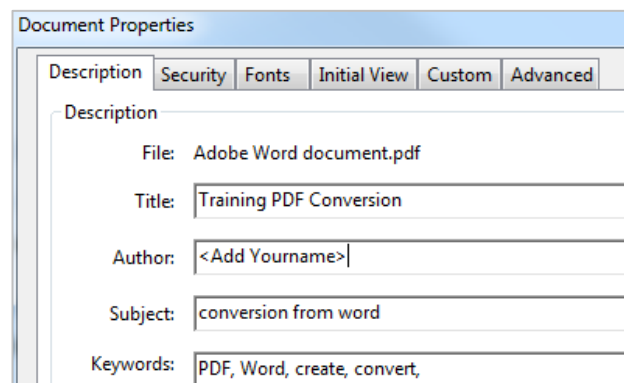 Document Properties
Description Security Fonts Initial View Custom Advanced
Description
File: Adobe Word document.pdf
Title: Training PDF Conversion
Author: <Add Yourname>
Subject: conversion from word
Keywords: PDF, Word, create, convert,